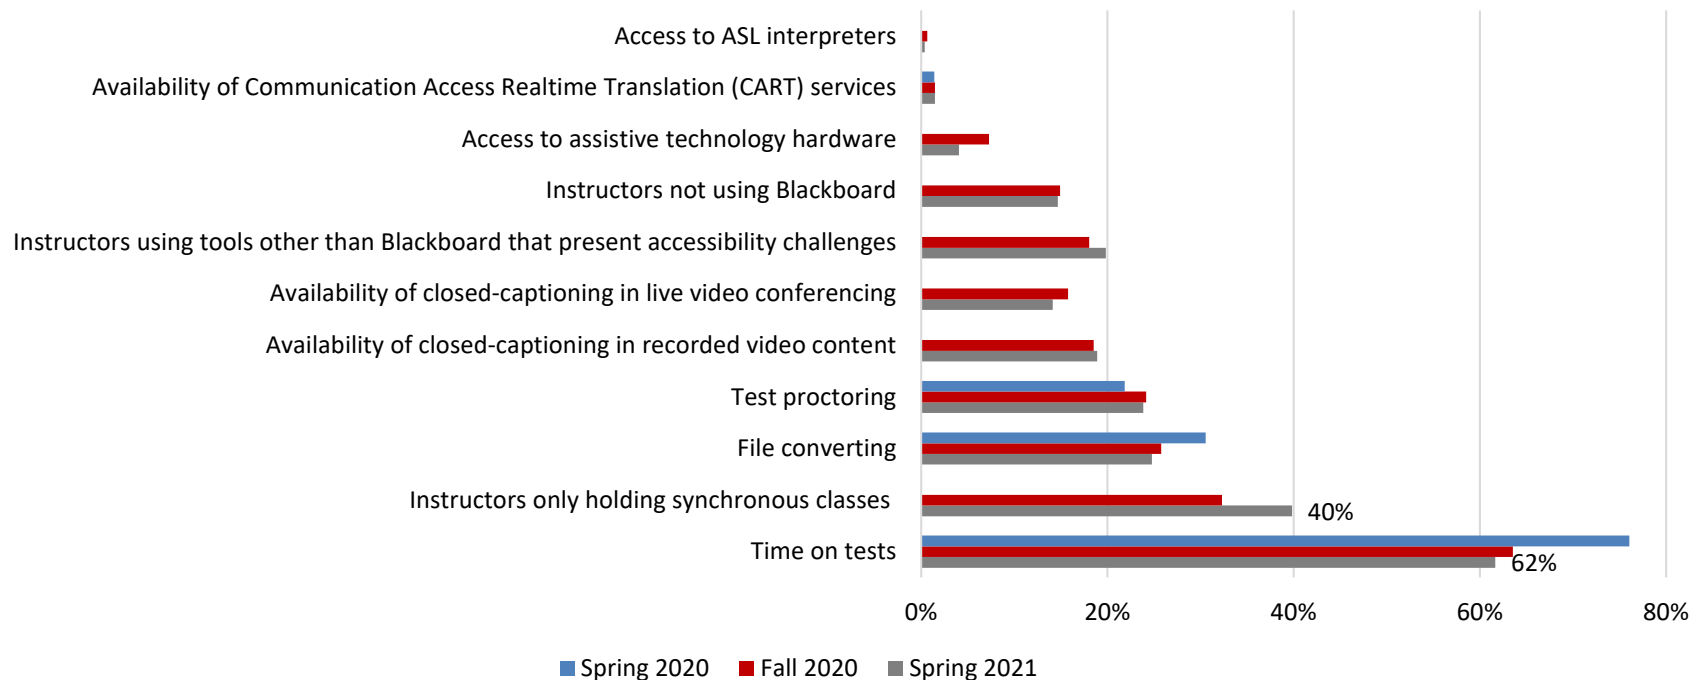 Access to ASL interpreters
Availability of Communication Access Realtime Translation (CART) services
Access to assistive technology hardware
Instructors not using Blackboard
Instructors using tools other than Blackboard that present accessibility challenges
Availability of closed-captioning in live video conferencing
Availability of closed-captioning in recorded video content
Test proctoring
File converting
Instructors only holding synchronous classes
40%
Time on tests
62%
0% 20% 40% 60% 80%
Spring 2020 Fall 2020 Spring 2021